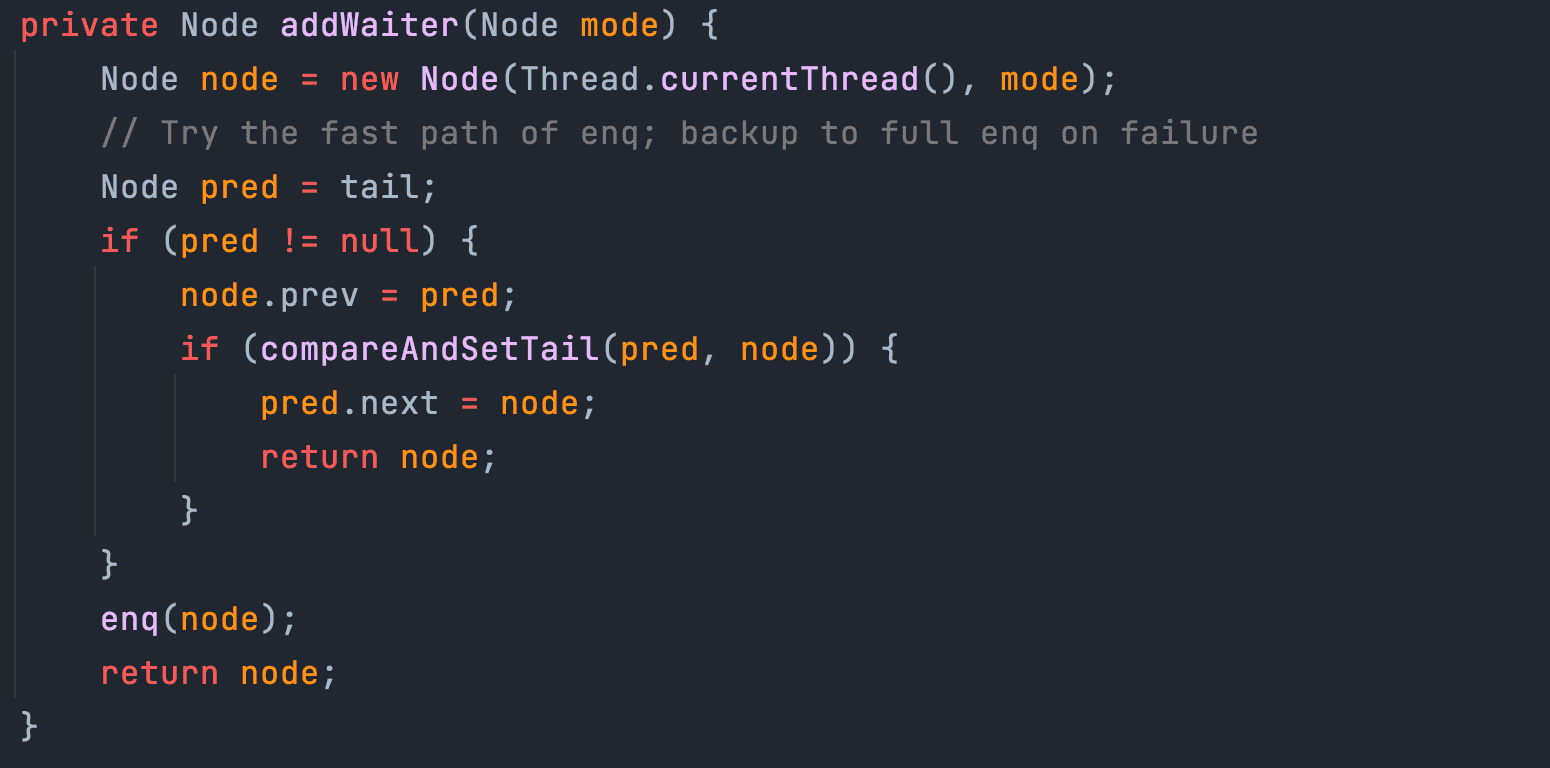 private Node addWaiter(Node mode) {
    Node node = new Node(Thread.currentThread(), mode);
    // Try the fast path of enq; backup to full enq on failure
    Node pred = tail;
    if (pred != null) {
        node.prev = pred;
        if (compareAndSetTail(pred, node)) {
            pred.next = node;
            return node;
        }
    }
    enq(node);
    return node;
}